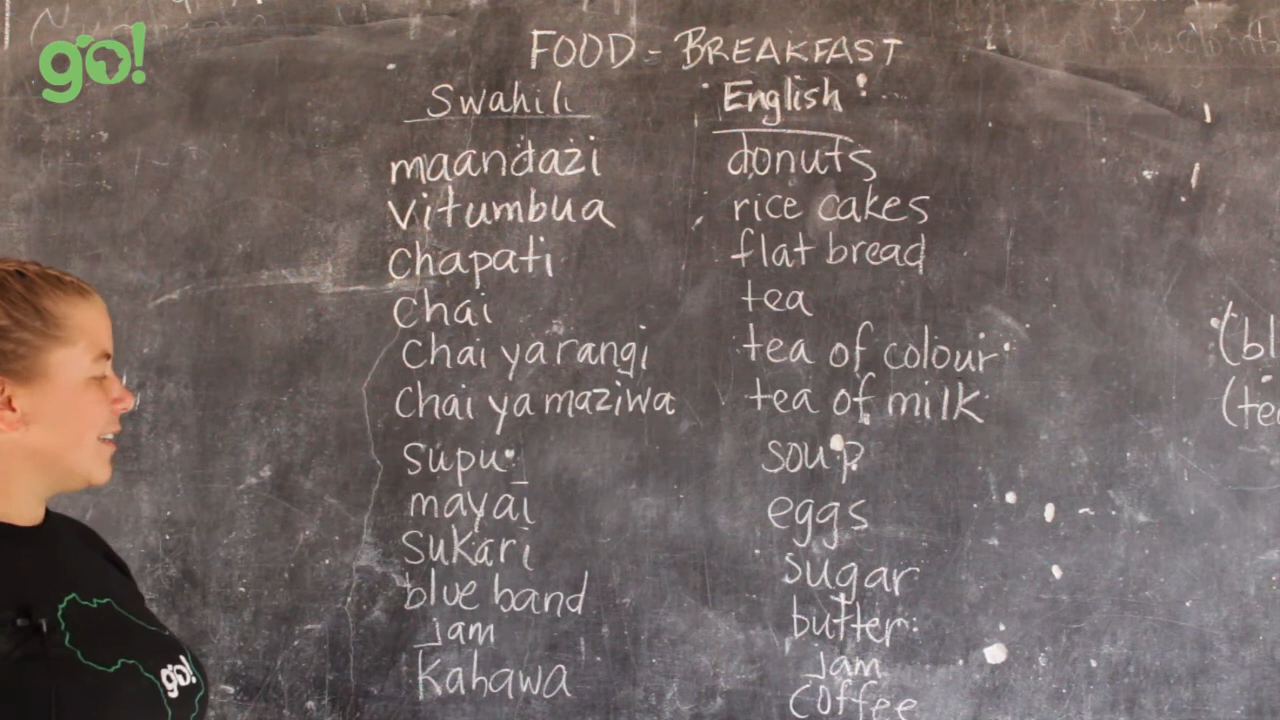 go!
FOOD - BREAKFAST
Swahili English
maandazi donuts
vitumbua rice cakes
chapati flat bread
chai tea
chai ya rangi tea of colour
chai ya maziwa tea of milk
supu soup
mayai eggs
sukari sugar
blue band butter
jam jam
kahawa coffee
(bl
(te
go!